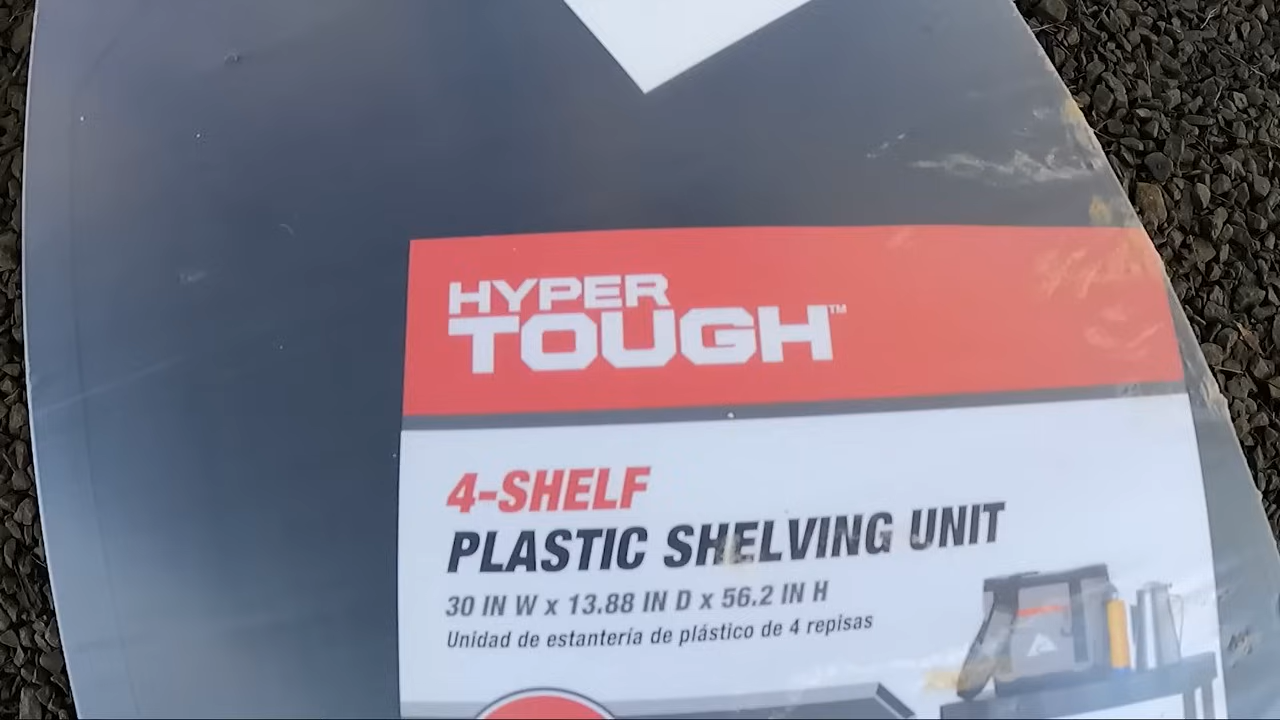 HYPER
TOUGH™
4-SHELF
PLASTIC SHELVING UNIT
30 IN W x 13.88 IN D x 56.2 IN H
Unidad de estantería de plástico de 4 repisas